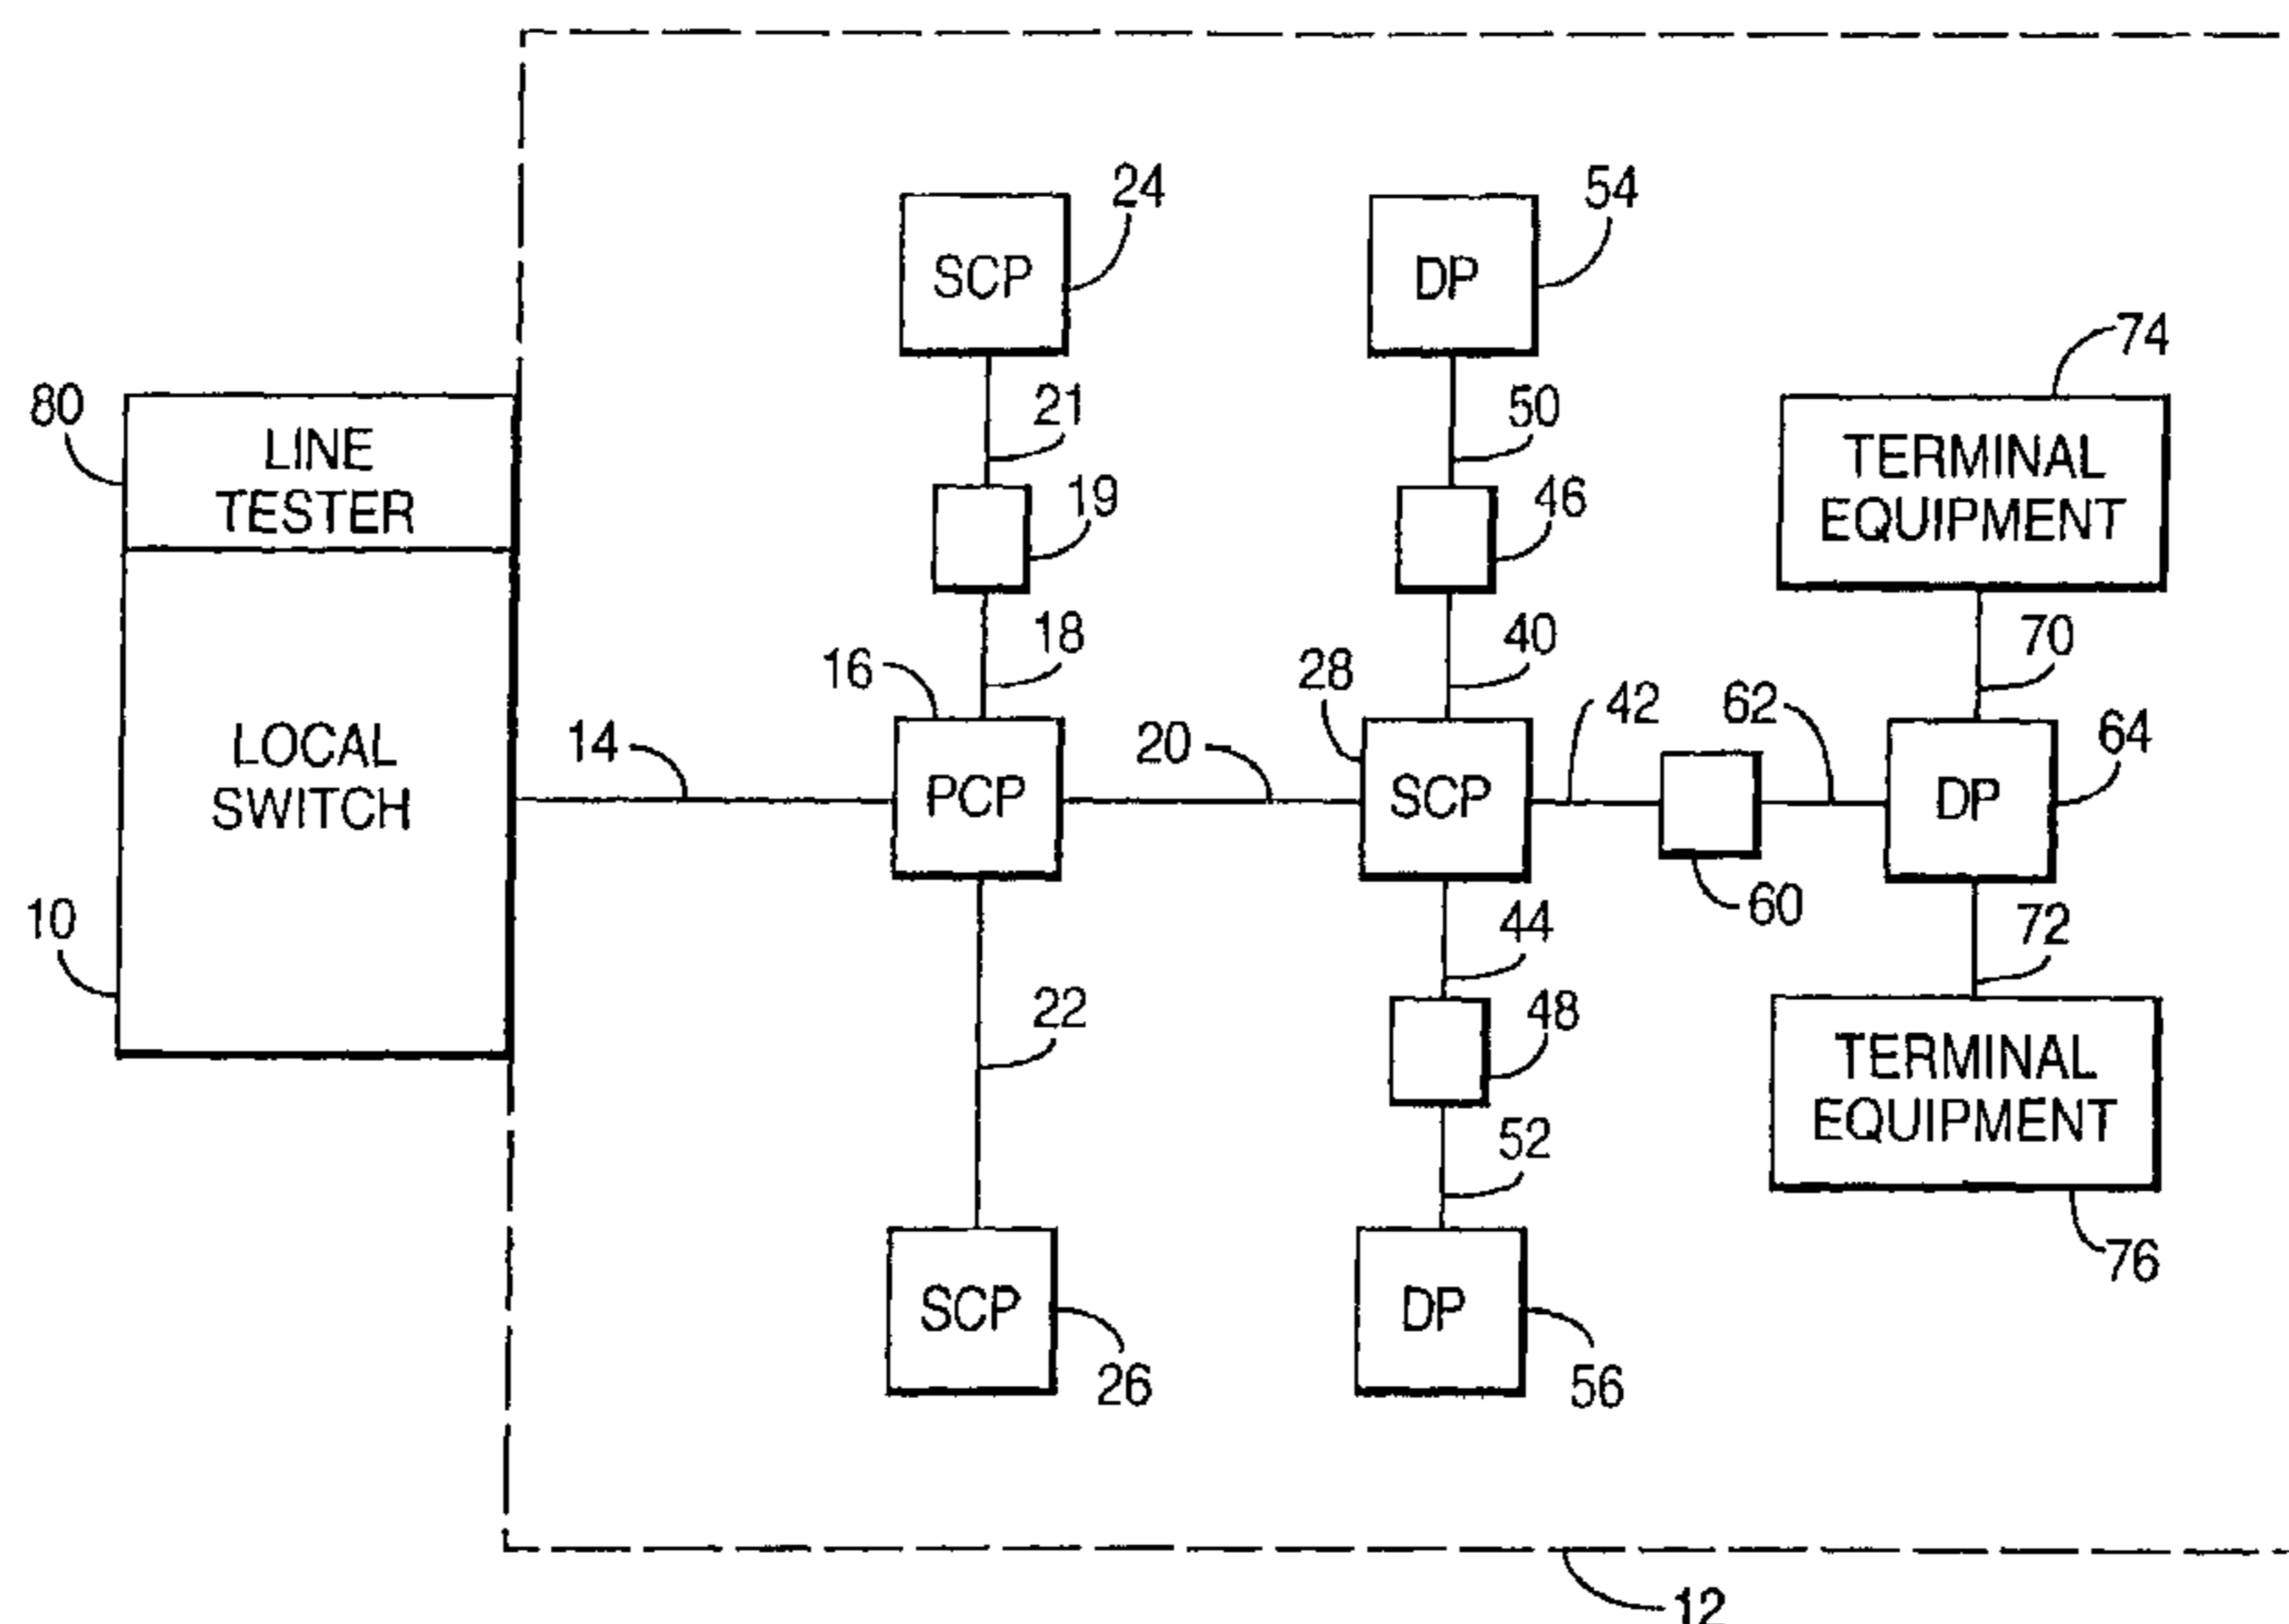 24
54
SCP
DP
74
80
21
50
LINE
TESTER
TERMINAL
EQUIPMENT
19
46
18
40
70
16
28
42
62
64
LOCAL
SWITCH
14
20
PCP
SCP
DP
60
10
44
72
22
48
TERMINAL
EQUIPMENT
52
76
SCP
DP
26
56
12